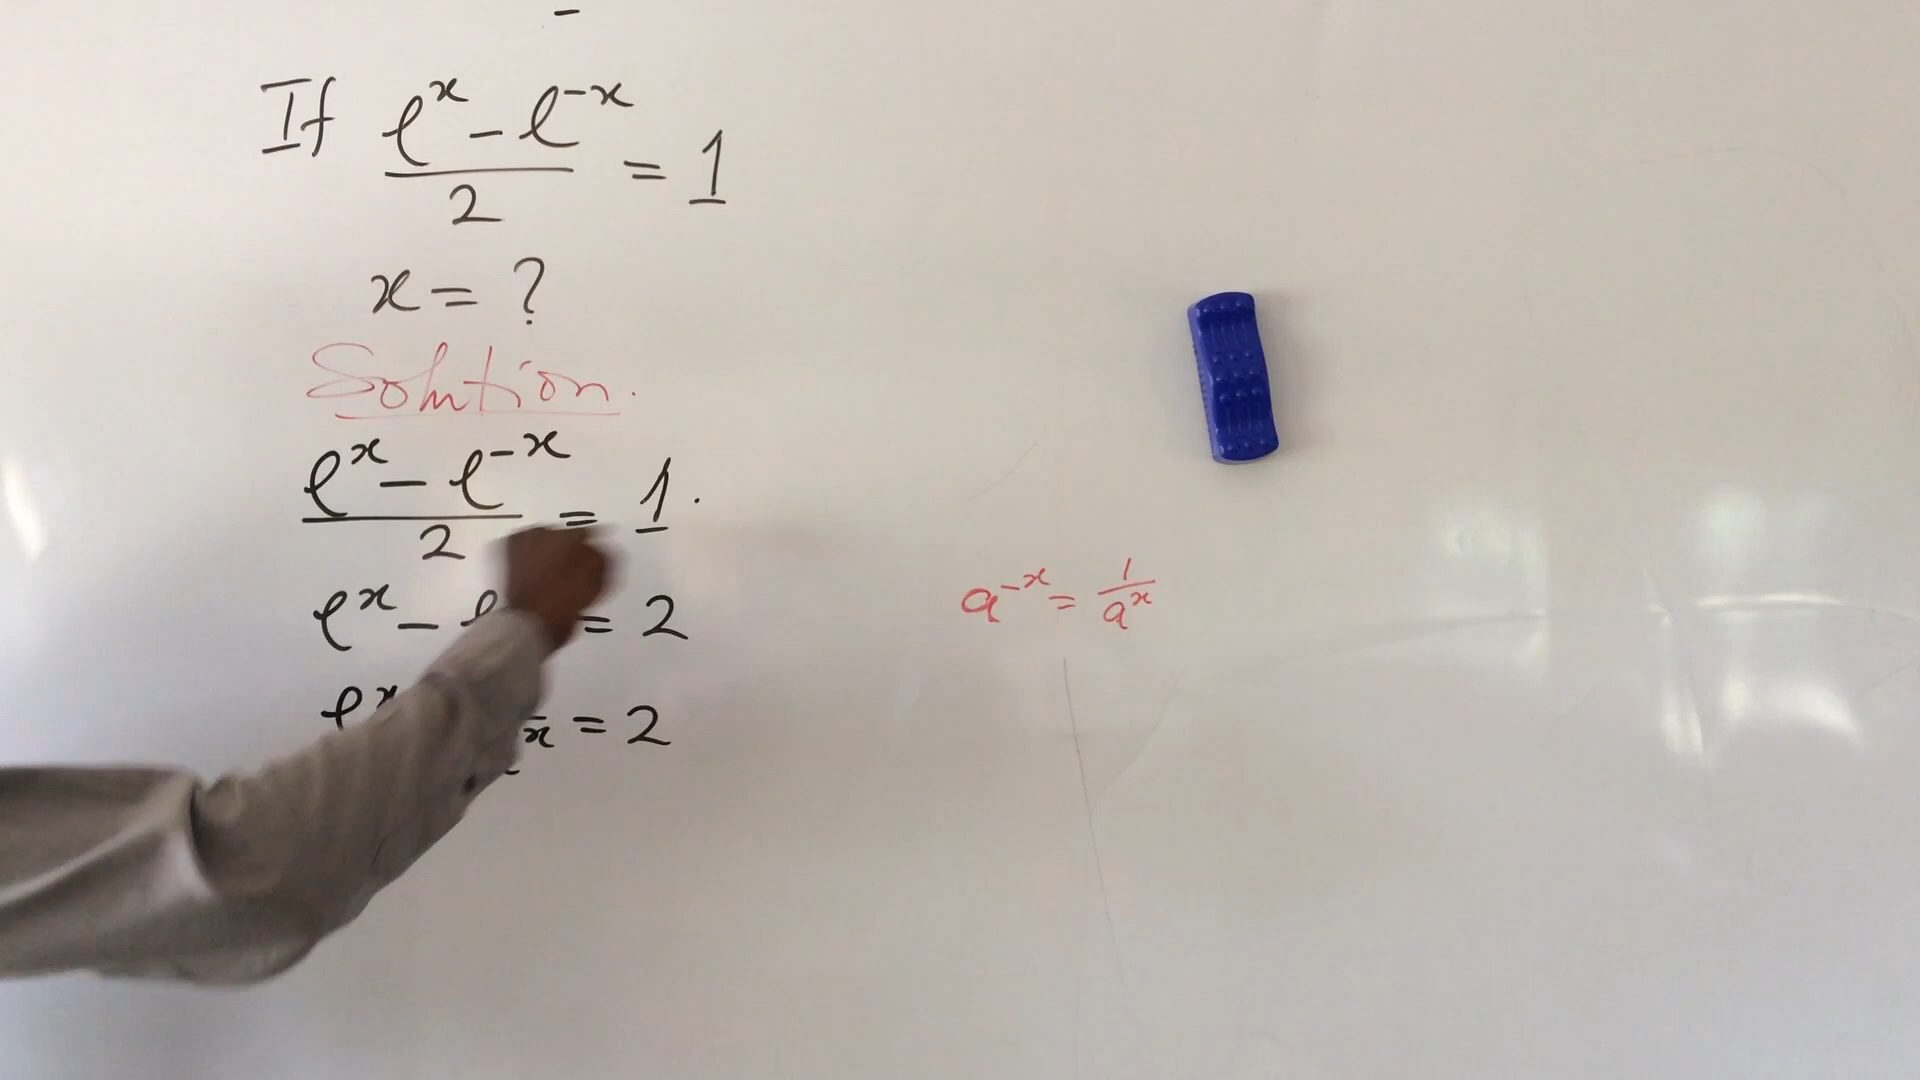 If (e^x - e^-x)/2 = 1
x = ?
Solution.
(e^x - e^-x)/2 = 1.
e^x - e = 2
a^-x = 1/a^x
e^x x = 2